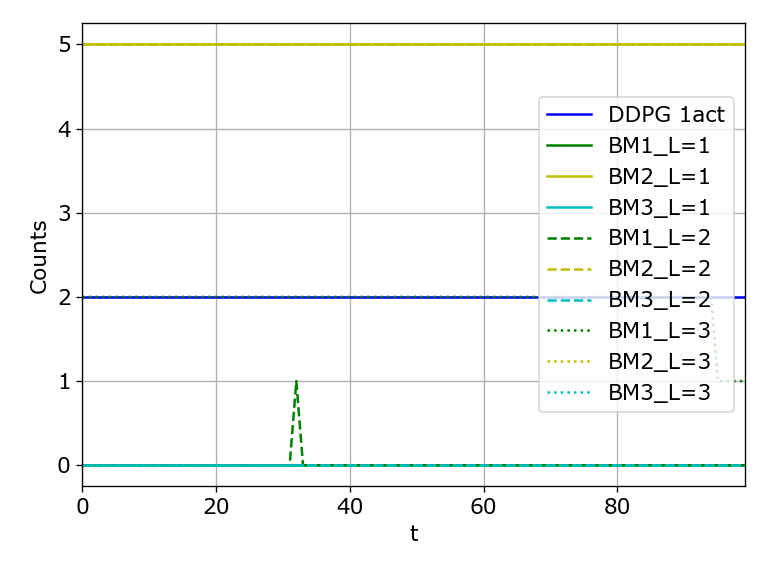 5
4
3
2
1
0
Counts
0 20 40 60 80
t
DDPG 1act
BM1_L=1
BM2_L=1
BM3_L=1
BM1_L=2
BM2_L=2
BM3_L=2
BM1_L=3
BM2_L=3
BM3_L=3